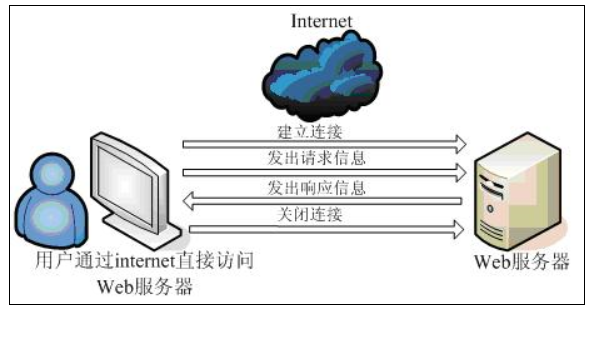 Internet
建立连接
发出请求信息
发出响应信息
关闭连接
用户通过internet直接访问
Web服务器
Web服务器